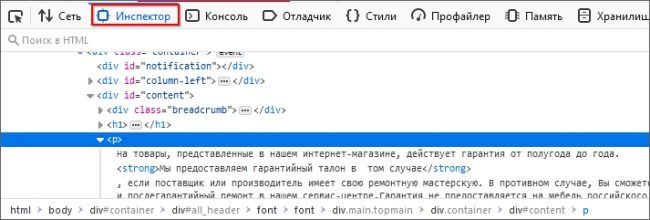 Сеть Инспектор Консоль Отладчик {} Стили Профайлер Память Хранилищ
Поиск в HTML
<div class="container"> event
<div id="notification"></div>
<div id="column-left"> ··· </div>
<div id="content">
<div class="breadcrumb"> ··· </div>
<h1> ··· </h1>
<p>
На товары, представленные в нашем интернет-магазине, действует гарантия от полугода до года.
<strong>Мы предоставляем гарантийный талон в том случае</strong>
, если поставщик или производитель имеет свою ремонтную мастерскую. В противном случае, Вы сможете
и послегарантийный ремонт в нашем сервис-центре.Гарантия не предоставляется на мебель российского
html › body › div#container › div#all_header › font › font › div.main.topmain › div.container › div#content › p